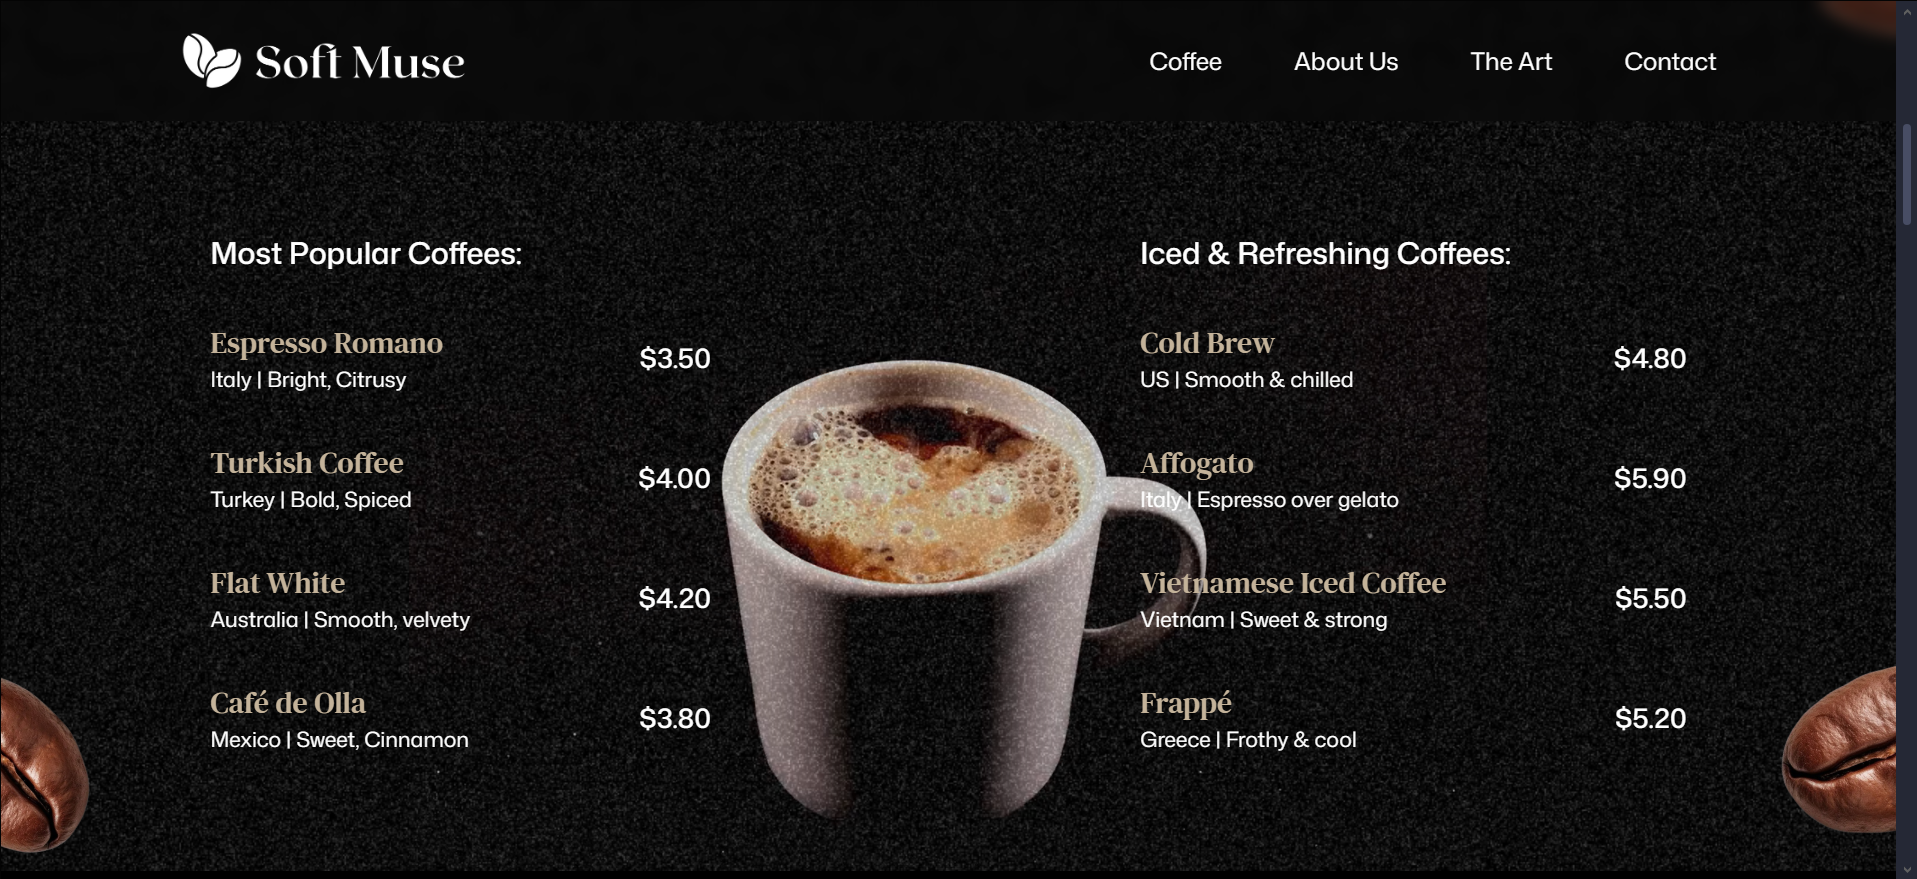 Soft Muse
Coffee
About Us
The Art
Contact
Most Popular Coffees:
Espresso Romano
Italy | Bright, Citrusy
$3.50
Turkish Coffee
Turkey | Bold, Spiced
$4.00
Flat White
Australia | Smooth, velvety
$4.20
Café de Olla
Mexico | Sweet, Cinnamon
$3.80
Iced & Refreshing Coffees:
Cold Brew
US | Smooth & chilled
$4.80
Affogato
Italy | Espresso over gelato
$5.90
Vietnamese Iced Coffee
Vietnam | Sweet & strong
$5.50
Frappé
Greece | Frothy & cool
$5.20